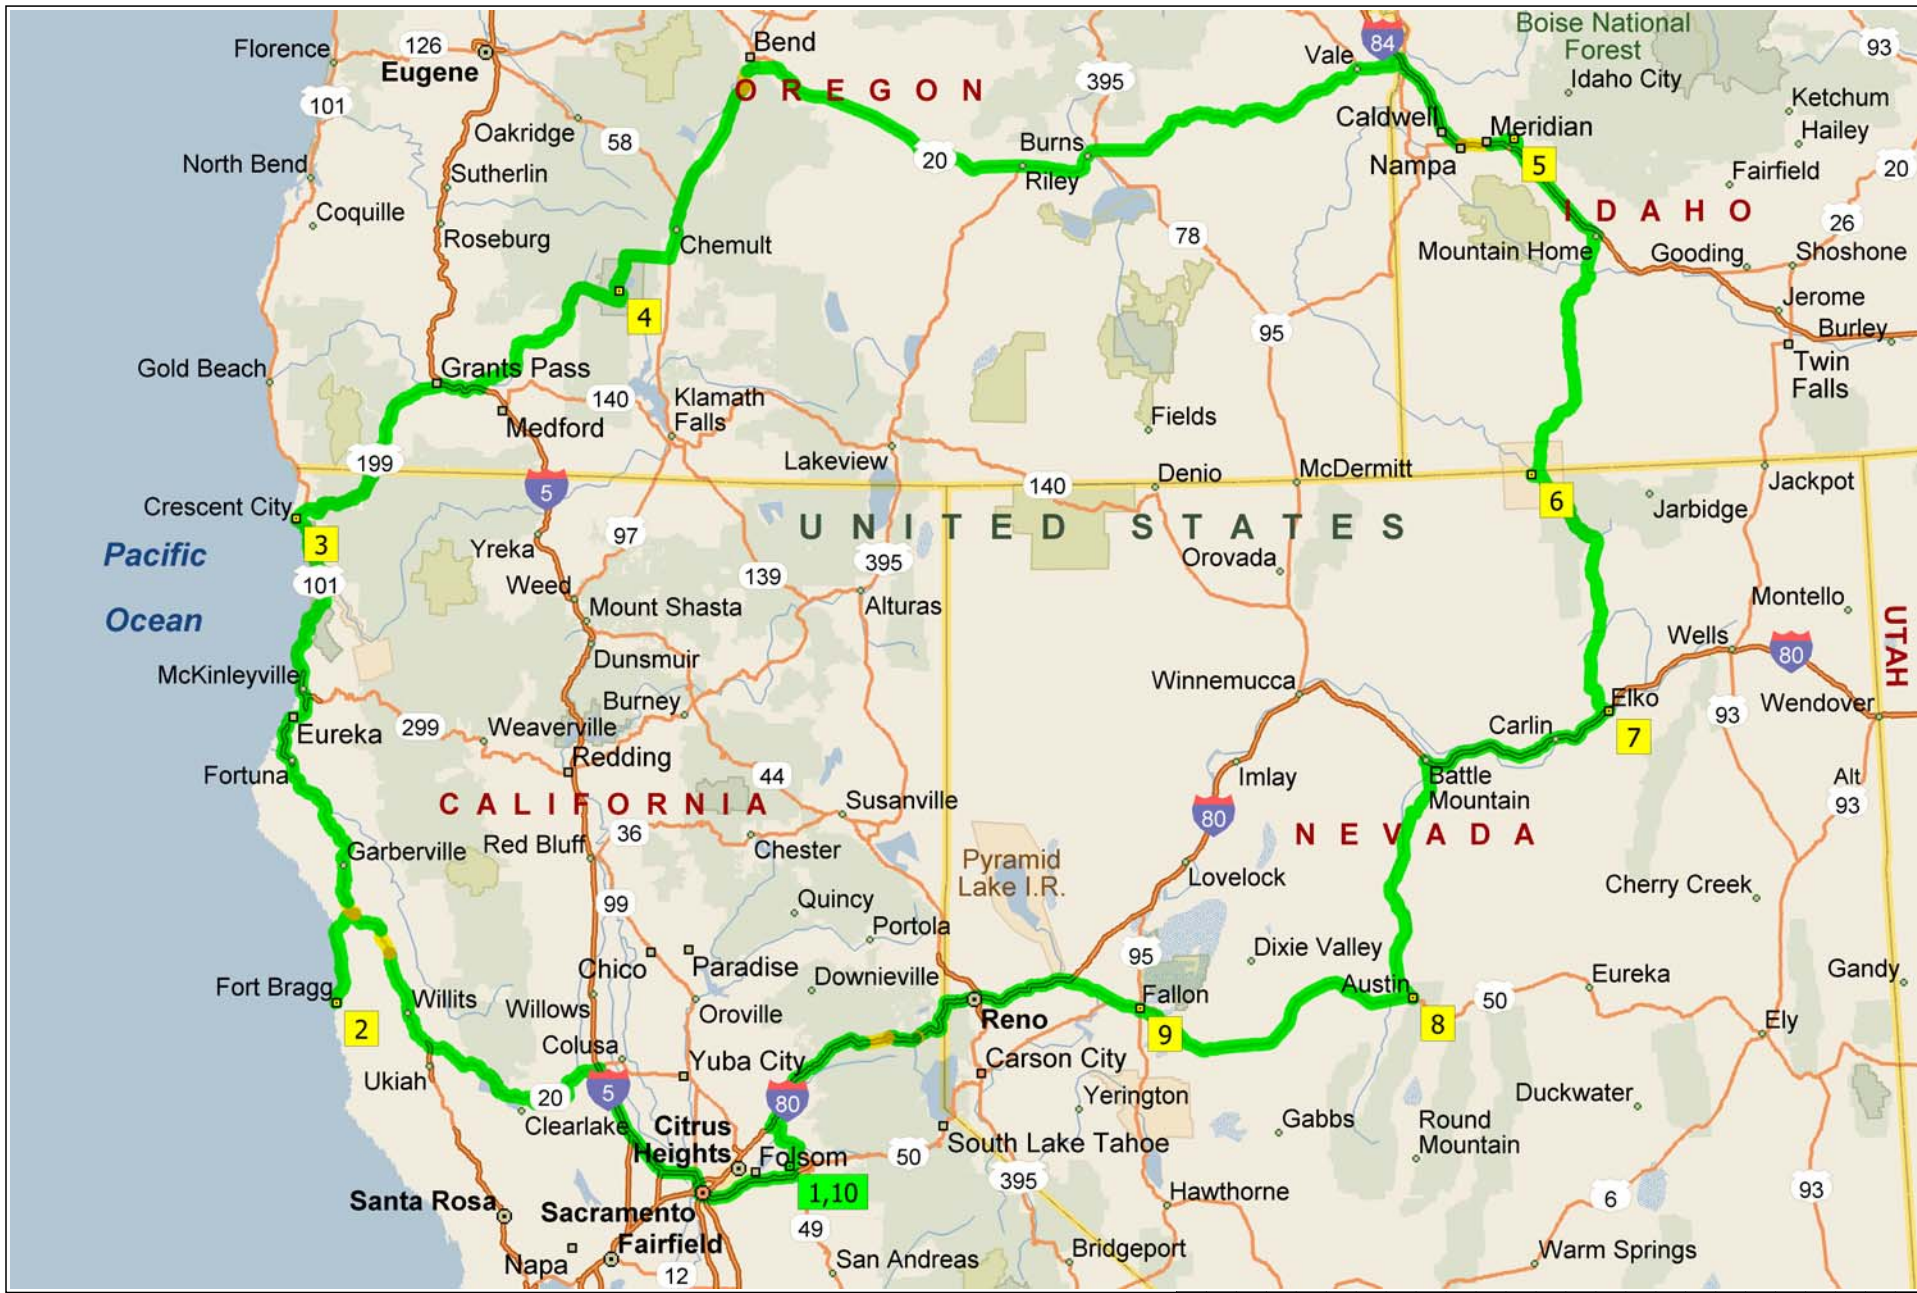 Florence
126
Eugene
Bend
O R E G O N
395
Vale
84
Boise National
Forest
93
Idaho City
101
Oakridge
58
Caldwell
Meridian
Ketchum
Hailey
North Bend
Sutherlin
20
Burns
Riley
Nampa
5
Fairfield
20
Coquille
Roseburg
Chemult
78
I D A H O
26
Mountain Home
Gooding
Shoshone
4
95
Jerome
Burley
Gold Beach
Grants Pass
140
Klamath
Falls
Medford
Fields
Twin
Falls
199
Lakeview
Denio
McDermitt
Jackpot
Crescent City
5
140
6
Jarbidge
3
Pacific
Ocean
101
Yreka
97
U N I T E D S T A T E S
Weed
139
395
Orovada
Mount Shasta
Alturas
Montello
Dunsmuir
Wells
80
UTAH
McKinleyville
Burney
Winnemucca
Elko
Wendover
Eureka
299
Weaverville
Carlin
7
93
Redding
Fortuna
44
Imlay
Battle
Mountain
Alt
93
C A L I F O R N I A
Susanville
80
N E V A D A
36
Garberville
Red Bluff
Chester
Pyramid
Lake I.R.
Lovelock
Cherry Creek
99
Quincy
Portola
Fort Bragg
2
Willits
Chico
Paradise
Downieville
95
Dixie Valley
Willows
Oroville
Reno
Fallon
9
Austin
8
50
Eureka
Gandy
Ely
Colusa
Yuba City
Carson City
Ukiah
20
5
80
Yerington
Duckwater
Clearlake
Citrus
Heights
Folsom
50
South Lake Tahoe
Gabbs
Round
Mountain
1,10
395
Hawthorne
6
93
Santa Rosa
Sacramento
49
Fairfield
Napa
12
San Andreas
Bridgeport
Warm Springs